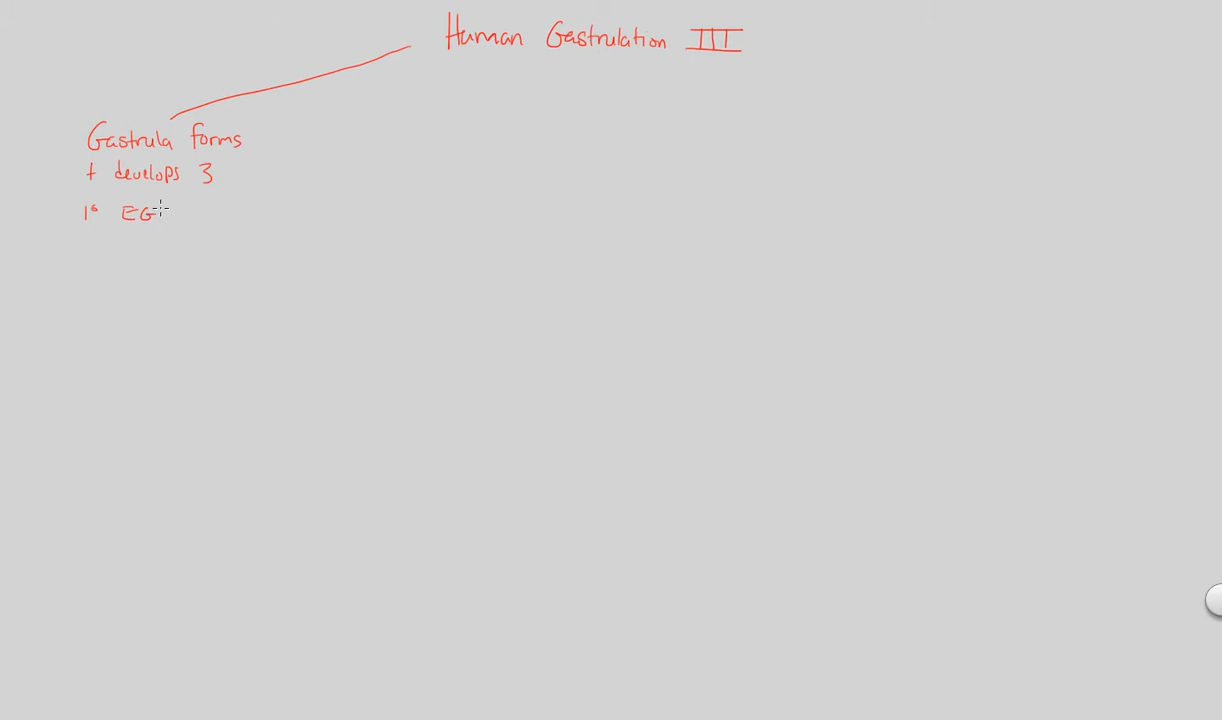 Human Gastrulation III
Gastrula forms
+ develops 3
1° EG